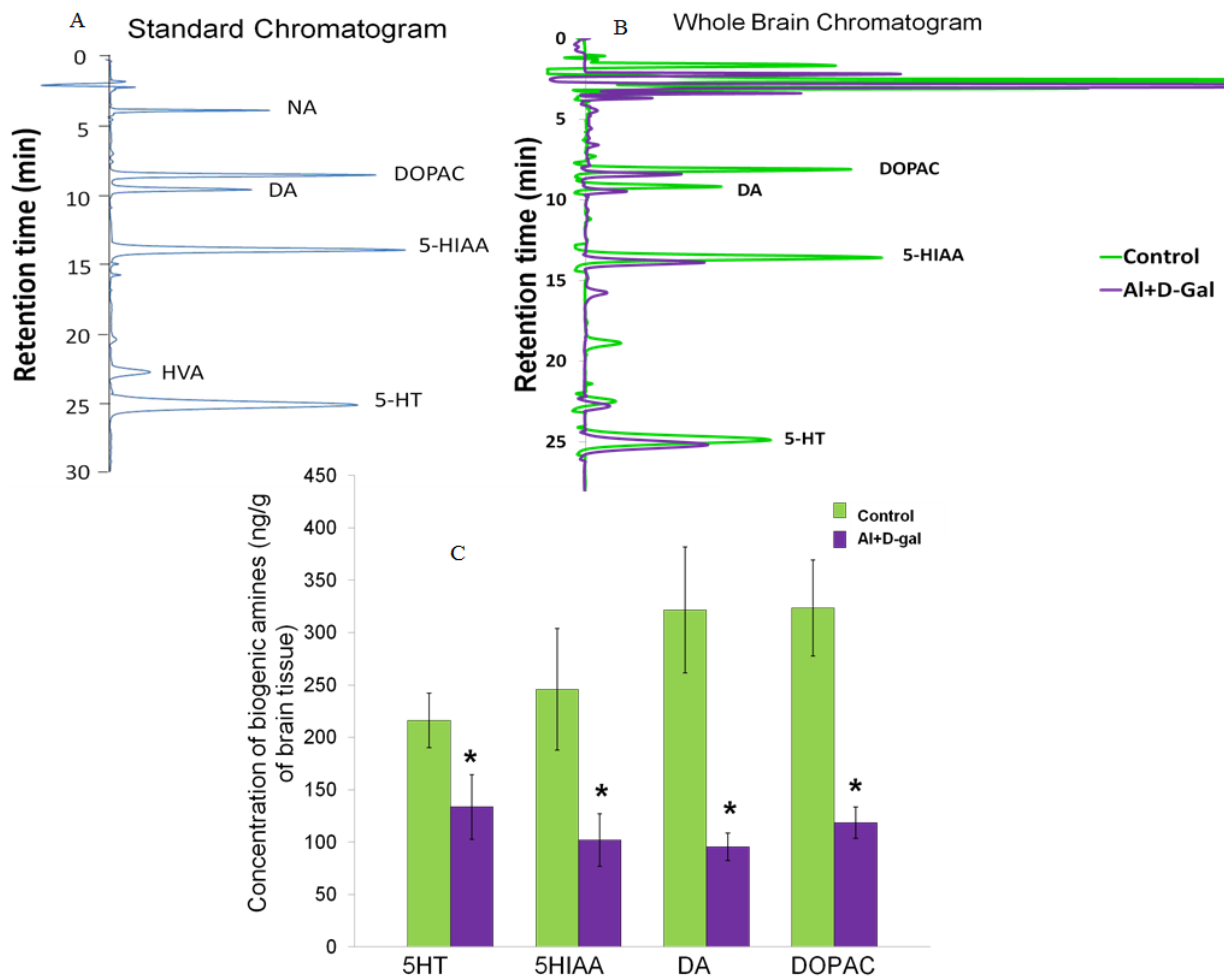 A
Standard Chromatogram
0
5
10
15
20
25
30
Retention time (min)
NA
DOPAC
DA
5-HIAA
HVA
5-HT
B
Whole Brain Chromatogram
0
5
10
15
20
25
Retention time (min)
DOPAC
DA
5-HIAA
5-HT
Control
Al+D-Gal
C
Concentration of biogenic amines (ng/g
of brain tissue)
450
400
350
300
250
200
150
100
50
0
Control
Al+D-gal
*
*
*
*
5HT
5HIAA
DA
DOPAC